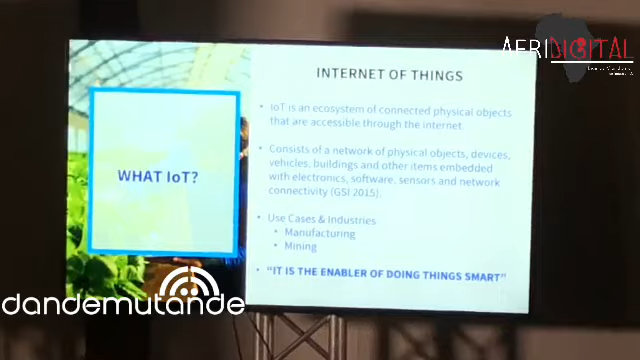 AFRIDIGITAL
INTERNET OF THINGS
• IoT is an ecosystem of connected physical objects
that are accessible through the internet
WHAT IoT?
• Consists of a network of physical objects, devices,
vehicles, buildings and other items embedded
with electronics, software, sensors and network
connectivity (GSI 2015).
• Use Cases & Industries
• Manufacturing
• Mining
• "IT IS THE ENABLER OF DOING THINGS SMART"
dandemutande